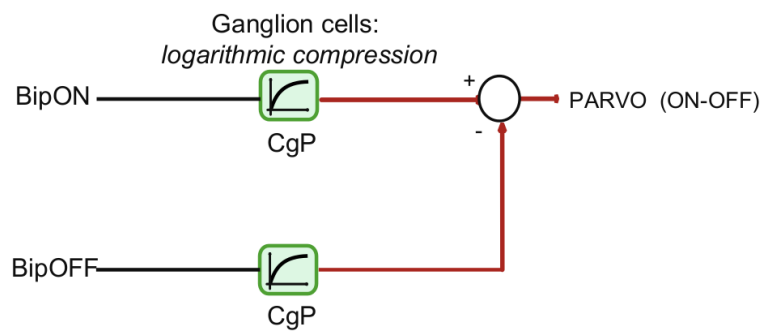 Ganglion cells:
logarithmic compression
BipON
+
PARVO (ON-OFF)
-
CgP
BipOFF
CgP